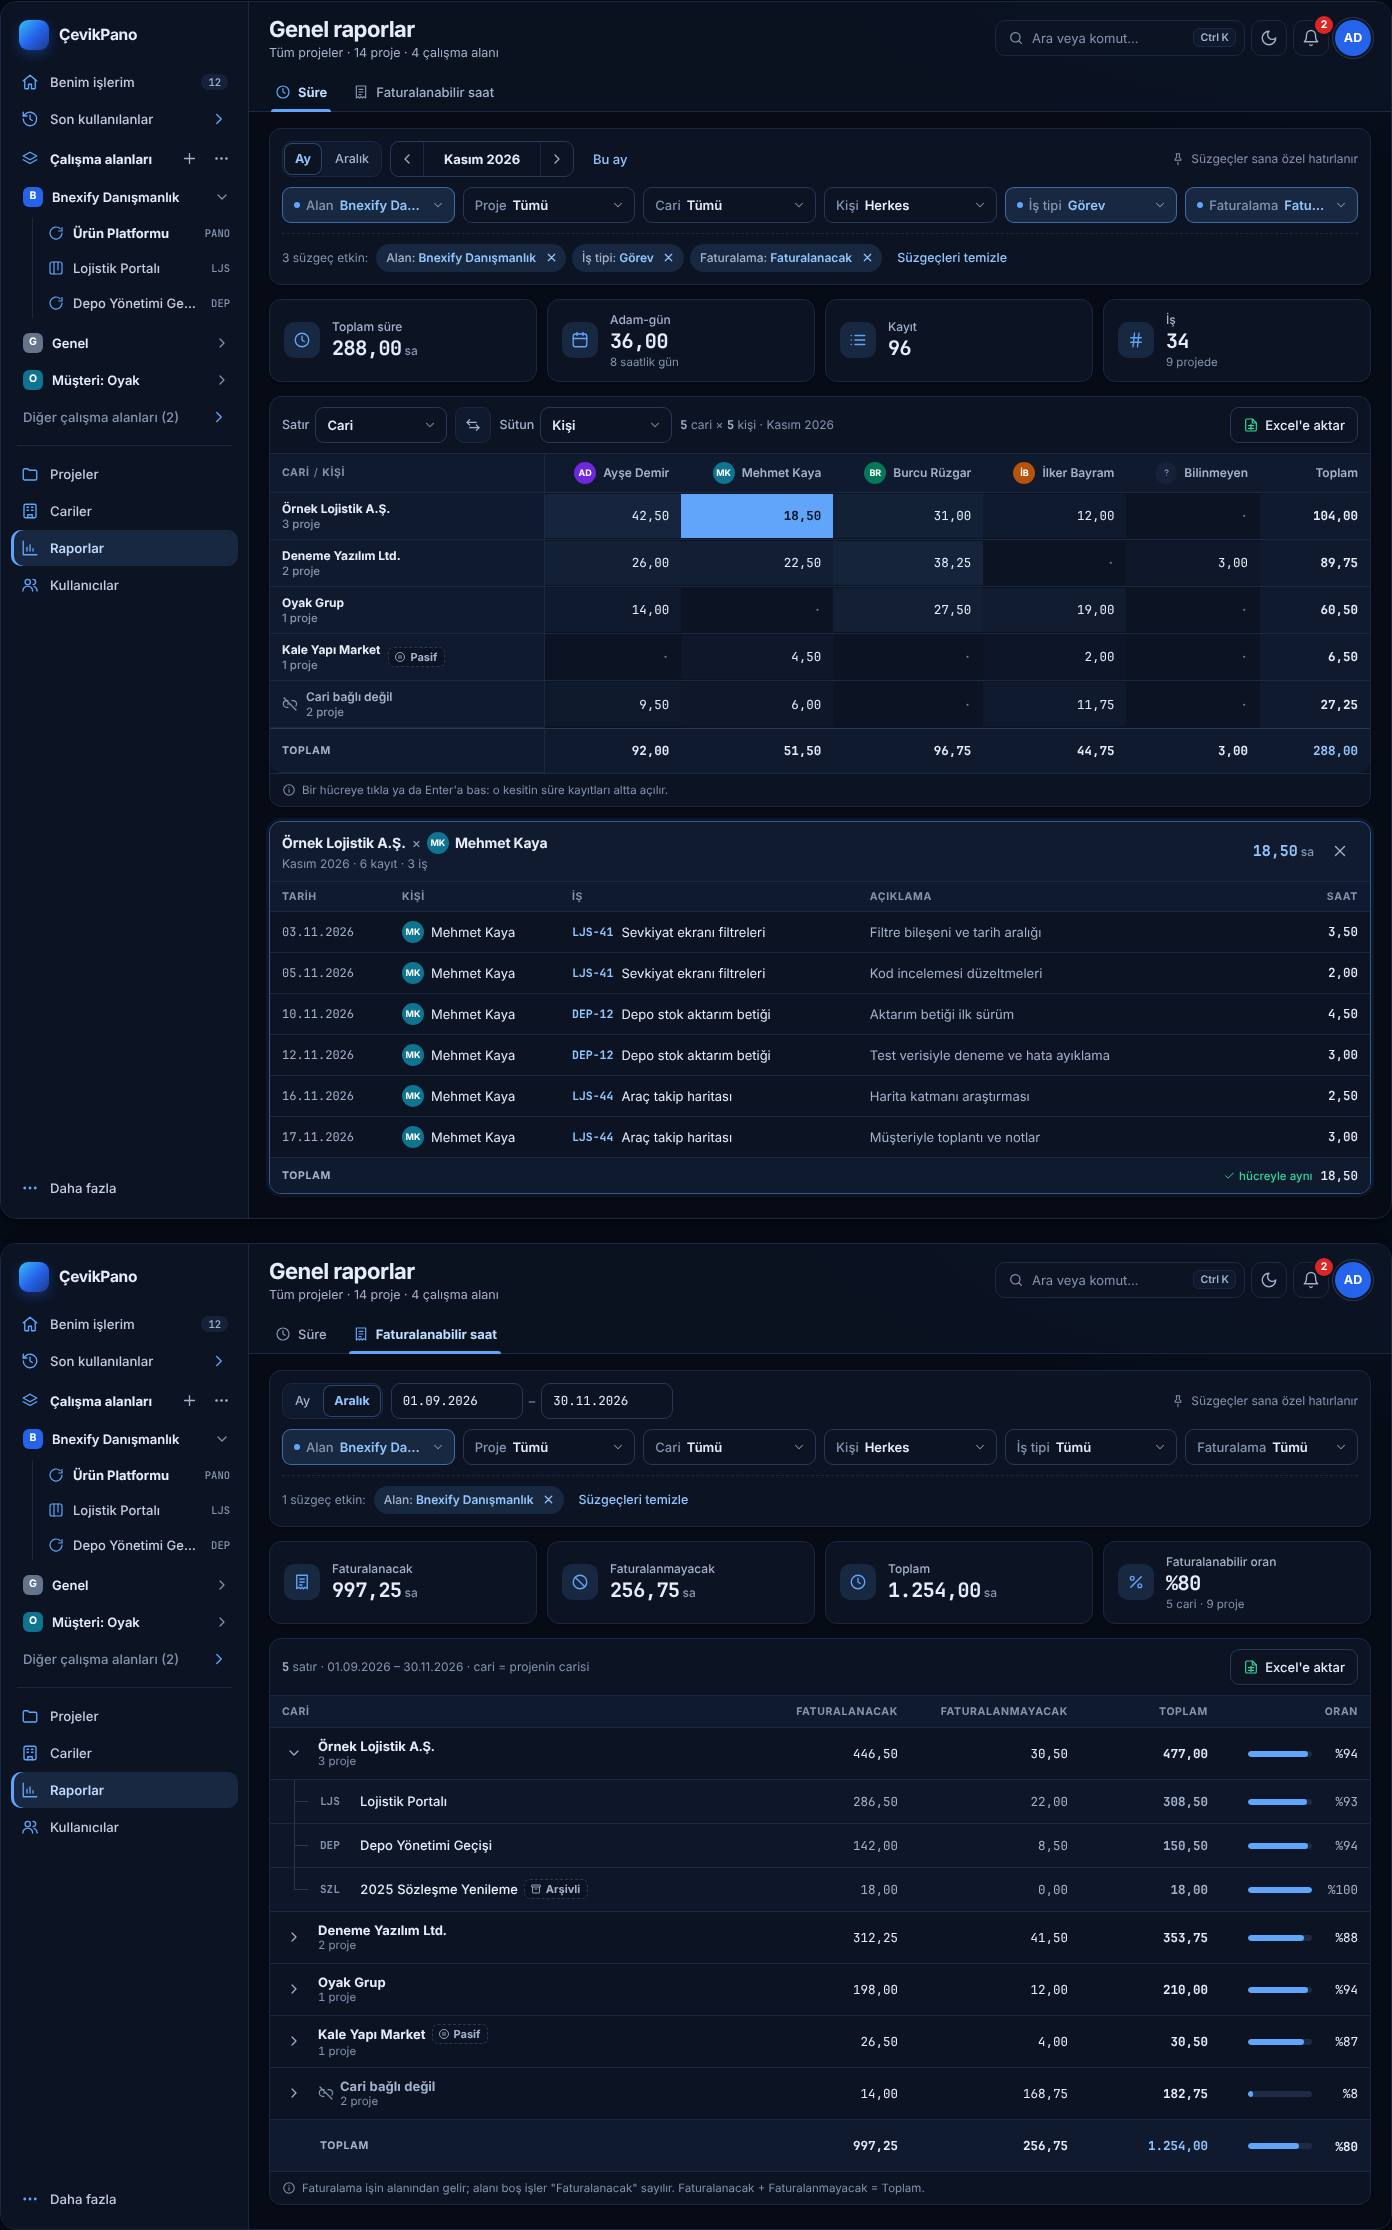 ÇevikPano
Benim işlerim 12
Son kullanılanlar
Çalışma alanları
B Bnexify Danışmanlık
Ürün Platformu PANO
Lojistik Portalı LJS
Depo Yönetimi Ge... DEP
G Genel
O Müşteri: Oyak
Diğer çalışma alanları (2)
Projeler
Cariler
Raporlar
Kullanıcılar
Daha fazla
Genel raporlar
Tüm projeler · 14 proje · 4 çalışma alanı
Ara veya komut... Ctrl K
2
AD
Süre Faturalanabilir saat
Ay Aralık Kasım 2026 Bu ay Süzgeçler sana özel hatırlanır
Alan Bnexify Da... Proje Tümü Cari Tümü Kişi Herkes İş tipi Görev Faturalama Fatu...
3 süzgeç etkin: Alan: Bnexify Danışmanlık İş tipi: Görev Faturalama: Faturalanacak Süzgeçleri temizle
Toplam süre
288,00 sa
Adam-gün
36,00
8 saatlik gün
Kayıt
96
İş
34
9 projede
Satır Cari Sütun Kişi 5 cari × 5 kişi · Kasım 2026 Excel'e aktar
CARİ / KİŞİ AD Ayşe Demir MK Mehmet Kaya BR Burcu Rüzgar İB İlker Bayram ? Bilinmeyen Toplam
Örnek Lojistik A.Ş.
3 proje
42,50 18,50 31,00 12,00 · 104,00
Deneme Yazılım Ltd.
2 proje
26,00 22,50 38,25 · 3,00 89,75
Oyak Grup
1 proje
14,00 · 27,50 19,00 · 60,50
Kale Yapı Market Pasif
1 proje
· 4,50 · 2,00 · 6,50
Cari bağlı değil
2 proje
9,50 6,00 · 11,75 · 27,25
TOPLAM 92,00 51,50 96,75 44,75 3,00 288,00
Bir hücreye tıkla ya da Enter'a bas: o kesitin süre kayıtları altta açılır.
Örnek Lojistik A.Ş. × MK Mehmet Kaya
Kasım 2026 · 6 kayıt · 3 iş
18,50 sa
TARİH KİŞİ İŞ AÇIKLAMA SAAT
03.11.2026 MK Mehmet Kaya LJS-41 Sevkiyat ekranı filtreleri Filtre bileşeni ve tarih aralığı 3,50
05.11.2026 MK Mehmet Kaya LJS-41 Sevkiyat ekranı filtreleri Kod incelemesi düzeltmeleri 2,00
10.11.2026 MK Mehmet Kaya DEP-12 Depo stok aktarım betiği Aktarım betiği ilk sürüm 4,50
12.11.2026 MK Mehmet Kaya DEP-12 Depo stok aktarım betiği Test verisiyle deneme ve hata ayıklama 3,00
16.11.2026 MK Mehmet Kaya LJS-44 Araç takip haritası Harita katmanı araştırması 2,50
17.11.2026 MK Mehmet Kaya LJS-44 Araç takip haritası Müşteriyle toplantı ve notlar 3,00
TOPLAM hücreyle aynı 18,50
ÇevikPano
Benim işlerim 12
Son kullanılanlar
Çalışma alanları
B Bnexify Danışmanlık
Ürün Platformu PANO
Lojistik Portalı LJS
Depo Yönetimi Ge... DEP
G Genel
O Müşteri: Oyak
Diğer çalışma alanları (2)
Projeler
Cariler
Raporlar
Kullanıcılar
Daha fazla
Genel raporlar
Tüm projeler · 14 proje · 4 çalışma alanı
Ara veya komut... Ctrl K
2
AD
Süre Faturalanabilir saat
Ay Aralık 01.09.2026 – 30.11.2026 Süzgeçler sana özel hatırlanır
Alan Bnexify Da... Proje Tümü Cari Tümü Kişi Herkes İş tipi Tümü Faturalama Tümü
1 süzgeç etkin: Alan: Bnexify Danışmanlık Süzgeçleri temizle
Faturalanacak
997,25 sa
Faturalanmayacak
256,75 sa
Toplam
1.254,00 sa
Faturalanabilir oran
%80
5 cari · 9 proje
5 satır · 01.09.2026 – 30.11.2026 · cari = projenin carisi Excel'e aktar
CARİ FATURALANACAK FATURALANMAYACAK TOPLAM ORAN
Örnek Lojistik A.Ş.
3 proje
446,50 30,50 477,00 %94
LJS Lojistik Portalı 286,50 22,00 308,50 %93
DEP Depo Yönetimi Geçişi 142,00 8,50 150,50 %94
SZL 2025 Sözleşme Yenileme Arşivli 18,00 0,00 18,00 %100
Deneme Yazılım Ltd.
2 proje
312,25 41,50 353,75 %88
Oyak Grup
1 proje
198,00 12,00 210,00 %94
Kale Yapı Market Pasif
1 proje
26,50 4,00 30,50 %87
Cari bağlı değil
2 proje
14,00 168,75 182,75 %8
TOPLAM 997,25 256,75 1.254,00 %80
Faturalama işin alanından gelir; alanı boş işler "Faturalanacak" sayılır. Faturalanacak + Faturalanmayacak = Toplam.